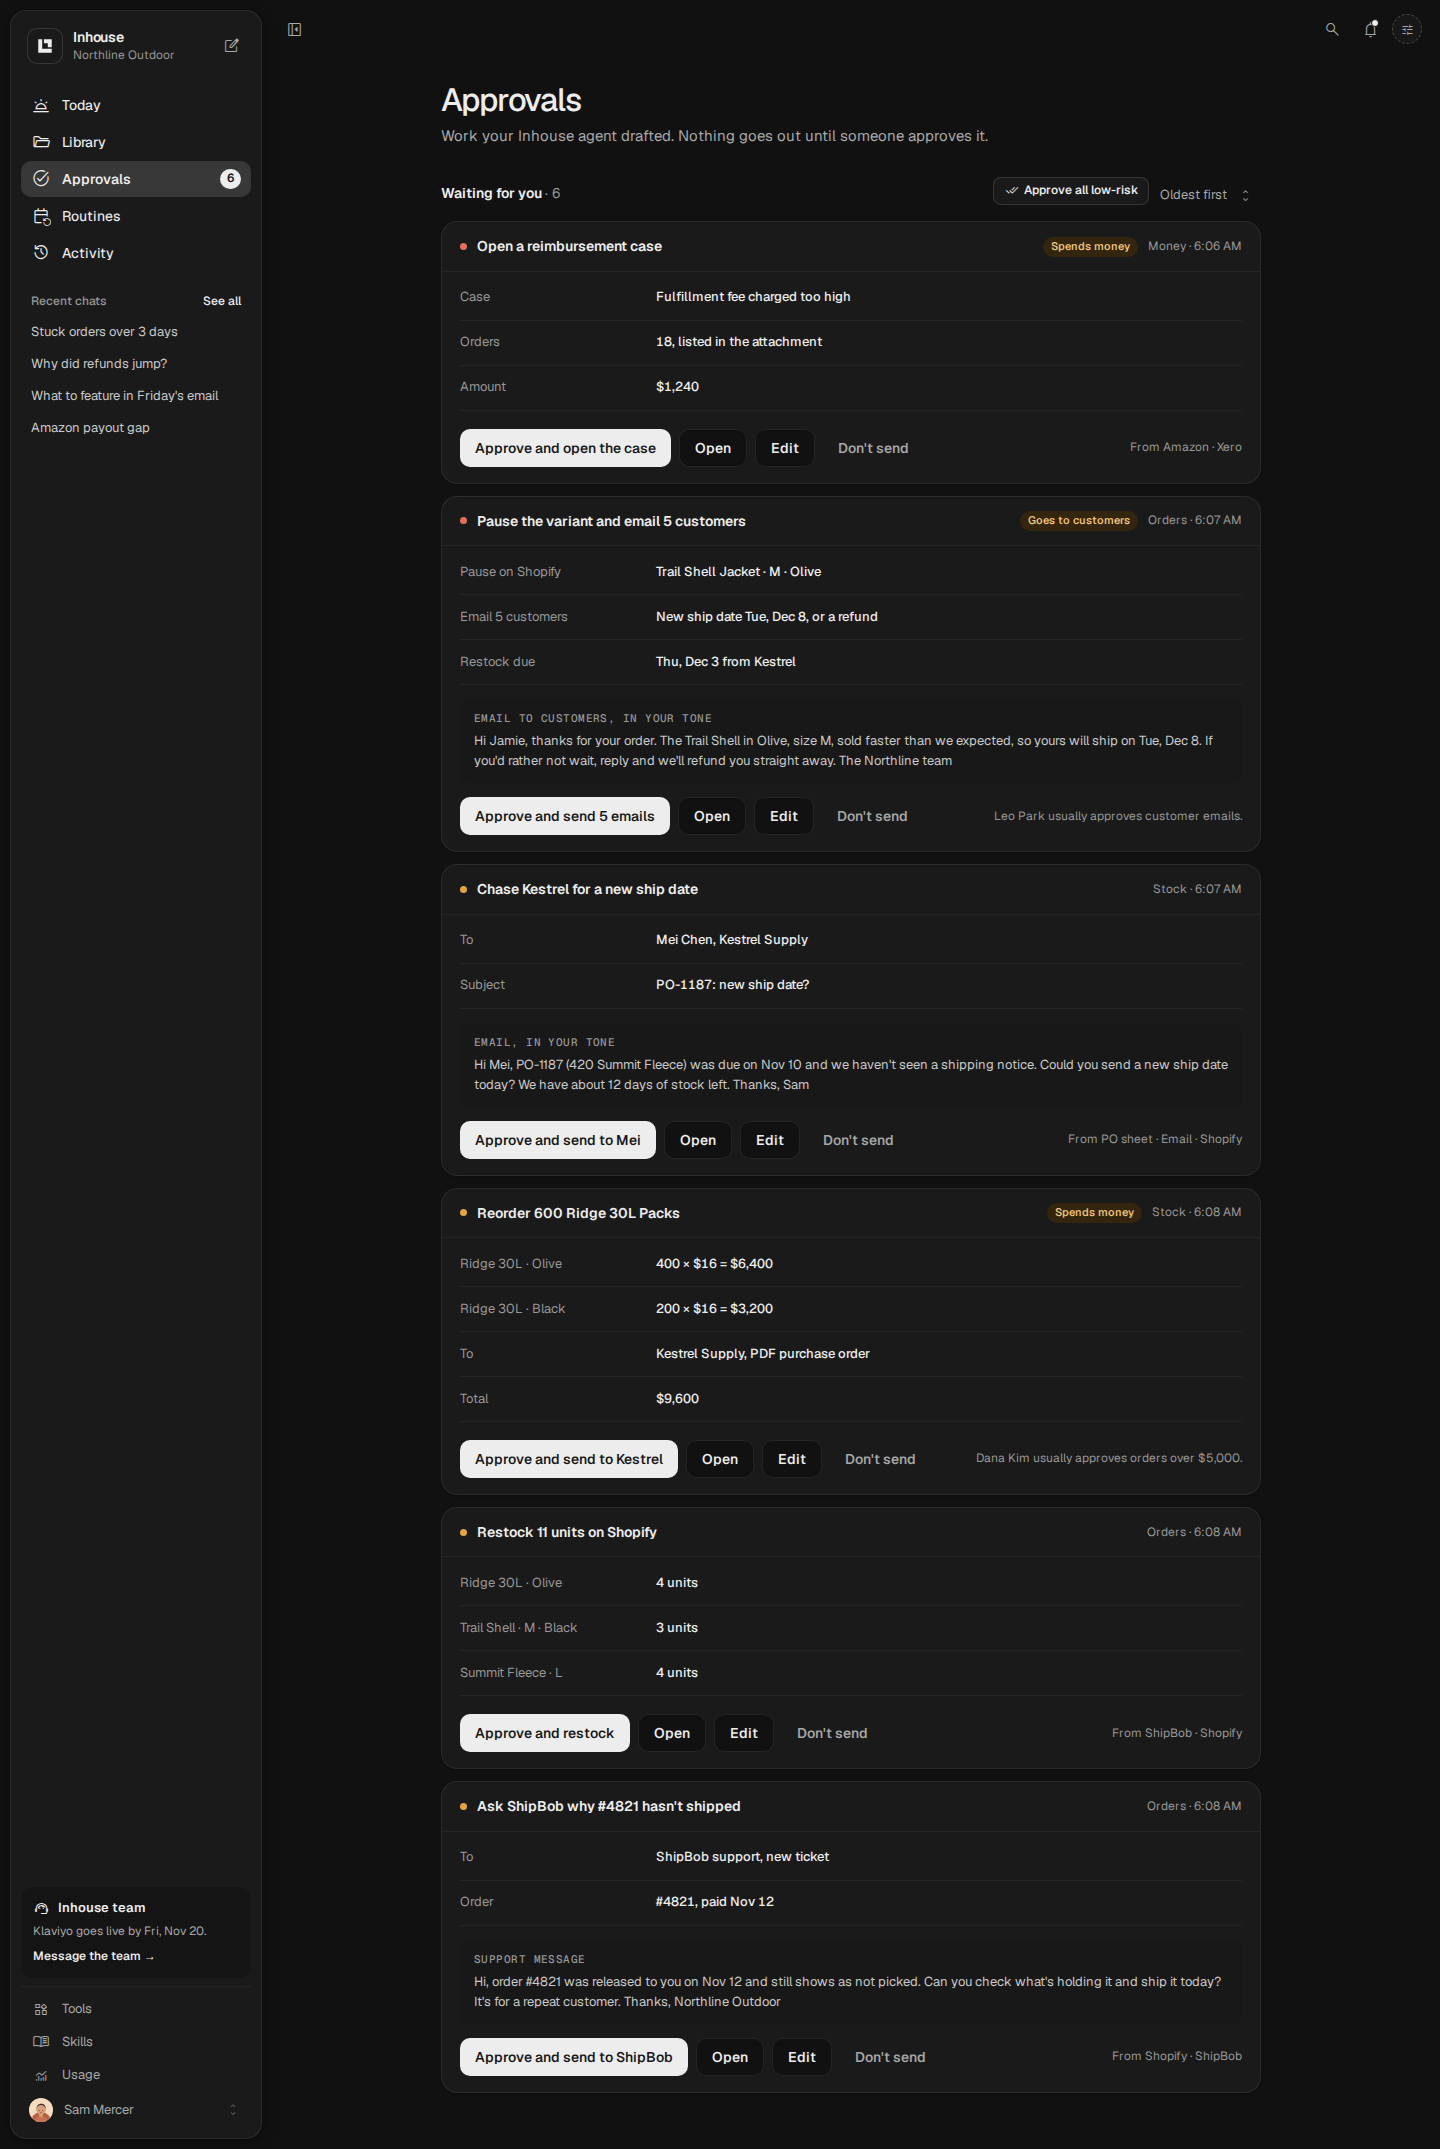 Inhouse
Northline Outdoor
Today
Library
Approvals 6
Routines
Activity
Recent chats See all
Stuck orders over 3 days
Why did refunds jump?
What to feature in Friday's email
Amazon payout gap
Inhouse team
Klaviyo goes live by Fri, Nov 20.
Message the team →
Tools
Skills
Usage
Sam Mercer
Approvals
Work your Inhouse agent drafted. Nothing goes out until someone approves it.
Waiting for you · 6 Approve all low-risk Oldest first
Open a reimbursement case Spends money Money · 6:06 AM
Case Fulfillment fee charged too high
Orders 18, listed in the attachment
Amount $1,240
Approve and open the case Open Edit Don't send From Amazon · Xero
Pause the variant and email 5 customers Goes to customers Orders · 6:07 AM
Pause on Shopify Trail Shell Jacket · M · Olive
Email 5 customers New ship date Tue, Dec 8, or a refund
Restock due Thu, Dec 3 from Kestrel
EMAIL TO CUSTOMERS, IN YOUR TONE
Hi Jamie, thanks for your order. The Trail Shell in Olive, size M, sold faster than we expected, so yours will ship on Tue, Dec 8. If
you'd rather not wait, reply and we'll refund you straight away. The Northline team
Approve and send 5 emails Open Edit Don't send Leo Park usually approves customer emails.
Chase Kestrel for a new ship date Stock · 6:07 AM
To Mei Chen, Kestrel Supply
Subject PO-1187: new ship date?
EMAIL, IN YOUR TONE
Hi Mei, PO-1187 (420 Summit Fleece) was due on Nov 10 and we haven't seen a shipping notice. Could you send a new ship date
today? We have about 12 days of stock left. Thanks, Sam
Approve and send to Mei Open Edit Don't send From PO sheet · Email · Shopify
Reorder 600 Ridge 30L Packs Spends money Stock · 6:08 AM
Ridge 30L · Olive 400 × $16 = $6,400
Ridge 30L · Black 200 × $16 = $3,200
To Kestrel Supply, PDF purchase order
Total $9,600
Approve and send to Kestrel Open Edit Don't send Dana Kim usually approves orders over $5,000.
Restock 11 units on Shopify Orders · 6:08 AM
Ridge 30L · Olive 4 units
Trail Shell · M · Black 3 units
Summit Fleece · L 4 units
Approve and restock Open Edit Don't send From ShipBob · Shopify
Ask ShipBob why #4821 hasn't shipped Orders · 6:08 AM
To ShipBob support, new ticket
Order #4821, paid Nov 12
SUPPORT MESSAGE
Hi, order #4821 was released to you on Nov 12 and still shows as not picked. Can you check what's holding it and ship it today?
It's for a repeat customer. Thanks, Northline Outdoor
Approve and send to ShipBob Open Edit Don't send From Shopify · ShipBob